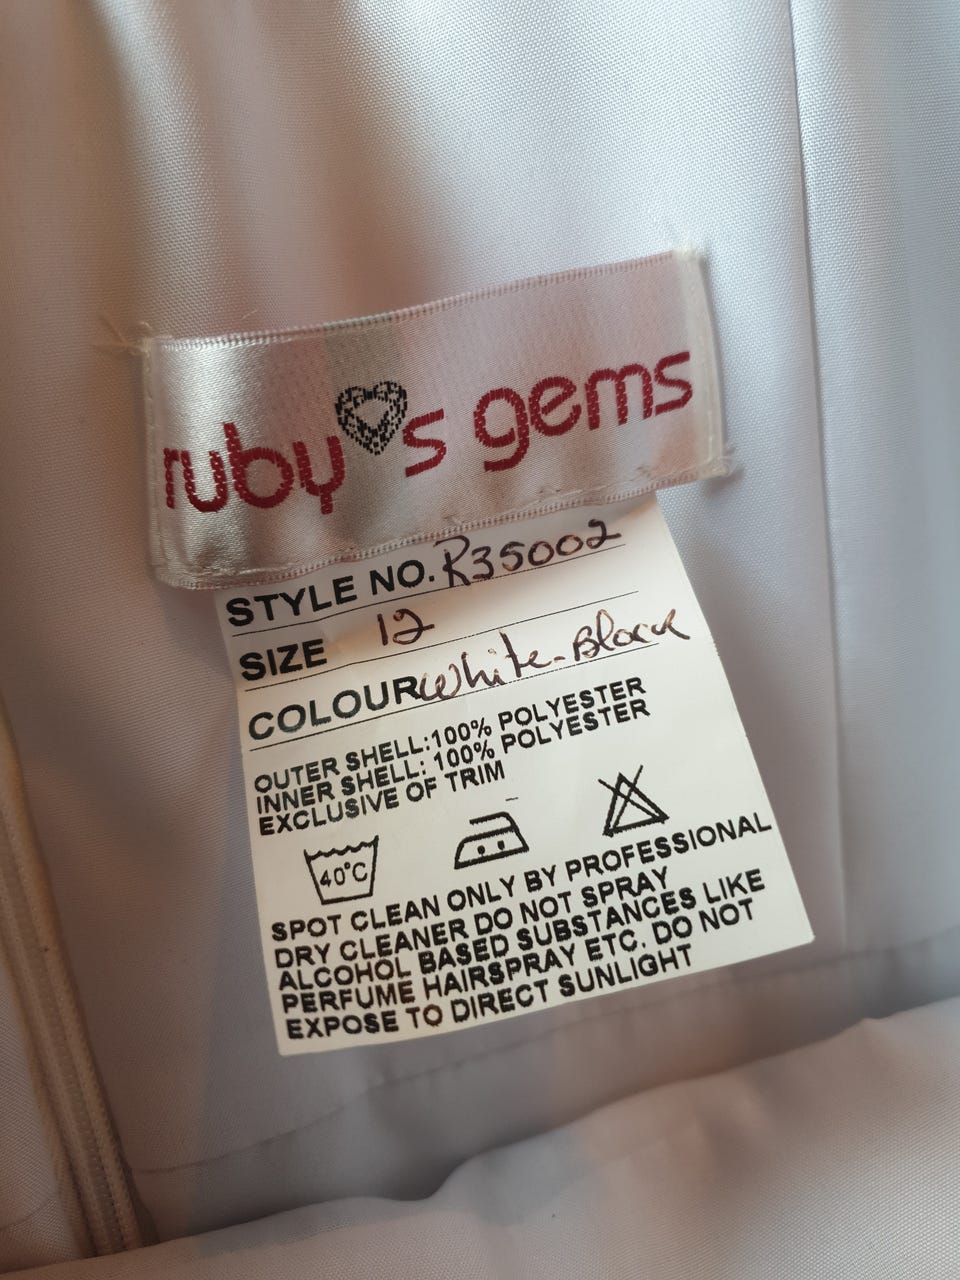 ruby's gems
STYLE NO. R35002
SIZE 12
COLOUR White-Black
OUTER SHELL:100% POLYESTER
INNER SHELL: 100% POLYESTER
EXCLUSIVE OF TRIM
40°C
SPOT CLEAN ONLY BY PROFESSIONAL
DRY CLEANER DO NOT SPRAY
ALCOHOL BASED SUBSTANCES LIKE
PERFUME HAIRSPRAY ETC. DO NOT
EXPOSE TO DIRECT SUNLIGHT